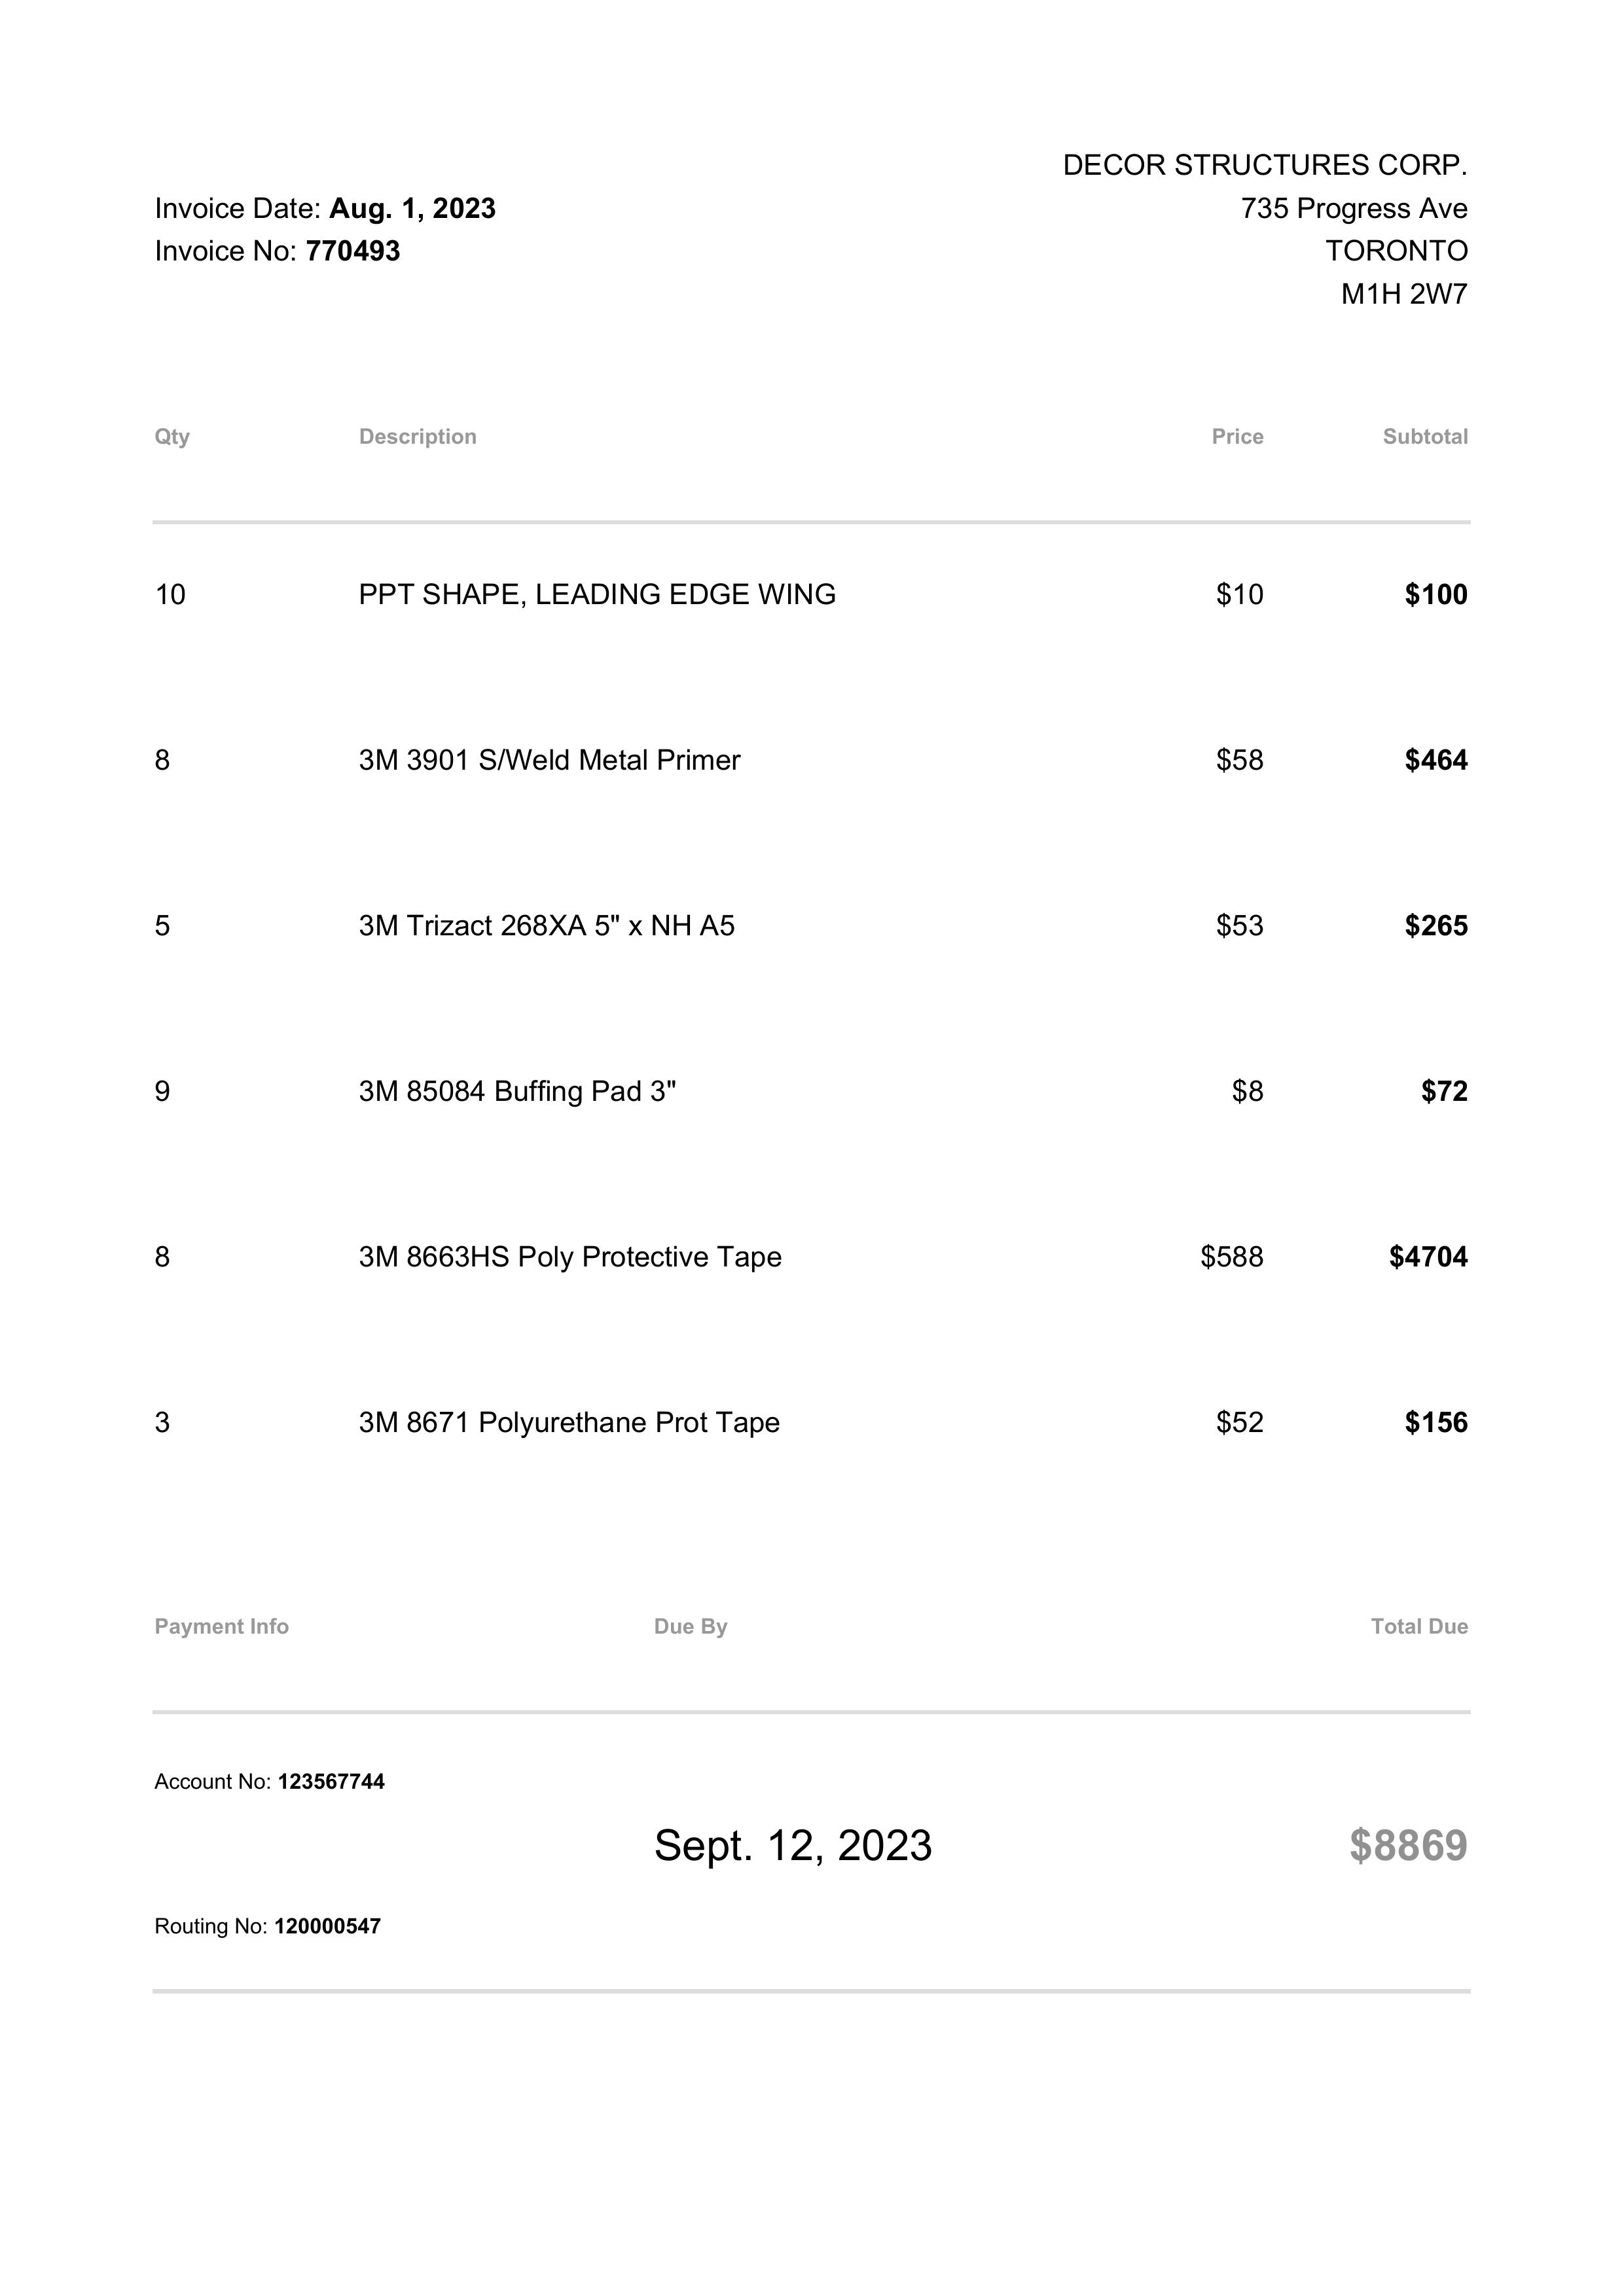 DECOR STRUCTURES CORP.
Invoice Date: Aug. 1, 2023 735 Progress Ave
Invoice No: 770493 TORONTO
M1H 2W7
Qty Description Price Subtotal
10 PPT SHAPE, LEADING EDGE WING $10 $100
8 3M 3901 S/Weld Metal Primer $58 $464
5 3M Trizact 268XA 5" x NH A5 $53 $265
9 3M 85084 Buffing Pad 3" $8 $72
8 3M 8663HS Poly Protective Tape $588 $4704
3 3M 8671 Polyurethane Prot Tape $52 $156
Payment Info Due By Total Due
Account No: 123567744
Sept. 12, 2023 $8869
Routing No: 120000547